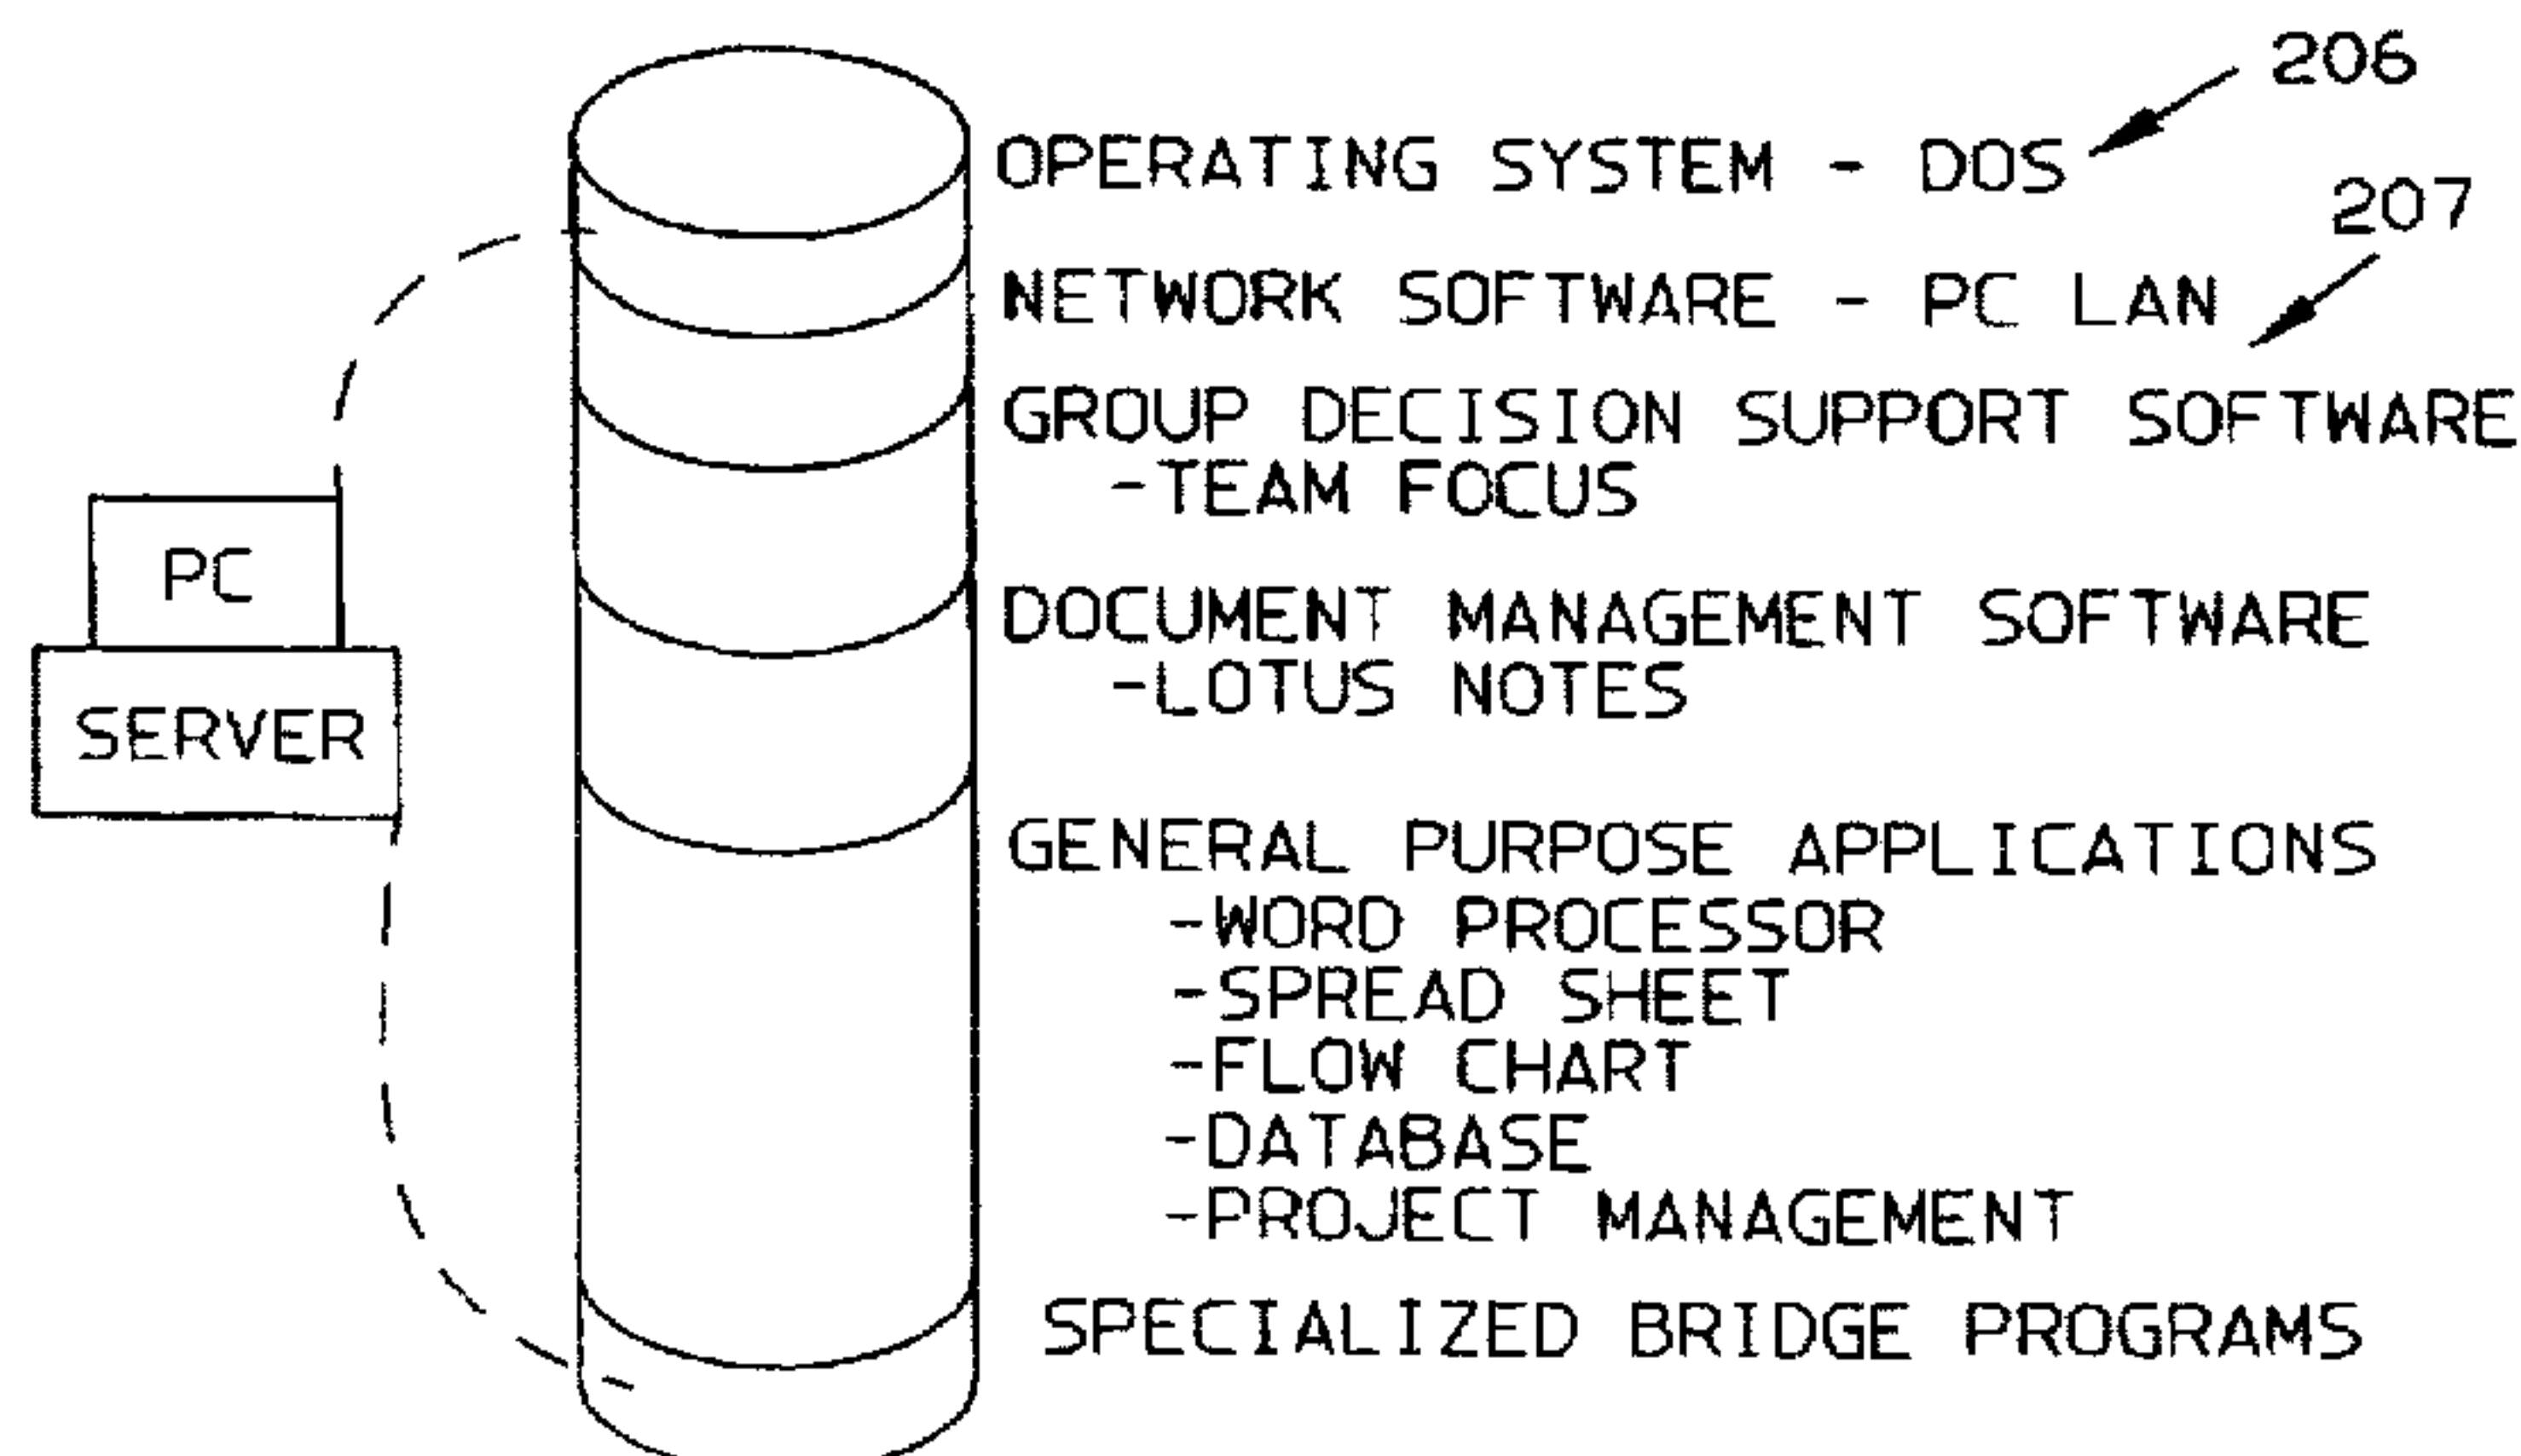 206
OPERATING SYSTEM - DOS
207
NETWORK SOFTWARE - PC LAN
GROUP DECISION SUPPORT SOFTWARE
-TEAM FOCUS
PC
DOCUMENT MANAGEMENT SOFTWARE
-LOTUS NOTES
SERVER
GENERAL PURPOSE APPLICATIONS
-WORD PROCESSOR
-SPREAD SHEET
-FLOW CHART
-DATABASE
-PROJECT MANAGEMENT
SPECIALIZED BRIDGE PROGRAMS